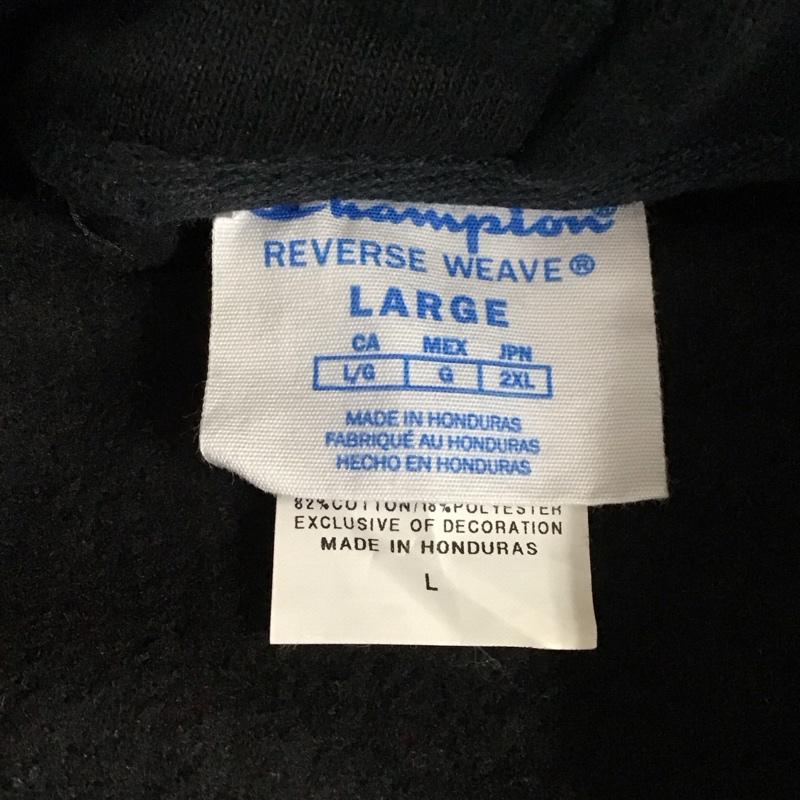 Champion®
REVERSE WEAVE®
LARGE
CA MEX JPN
L/G G 2XL
MADE IN HONDURAS
FABRIQUÉ AU HONDURAS
HECHO EN HONDURAS
82%COTTON/18%POLYESTER
EXCLUSIVE OF DECORATION
MADE IN HONDURAS
L